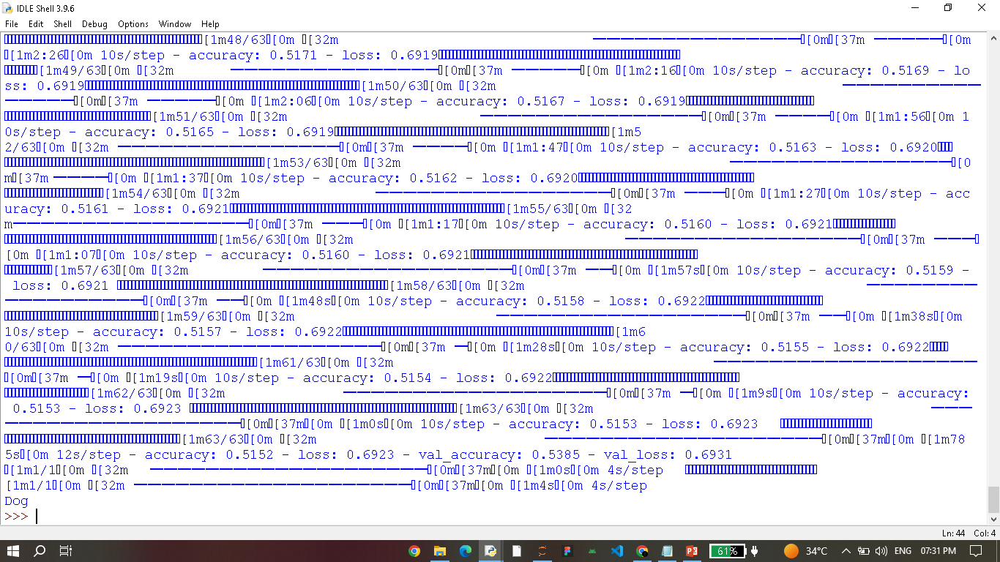 IDLE Shell 3.9.6
File Edit Shell Debug Options Window Help
[1m48/63[0m [32m ━━━━━━━━━━━━━━━[0m[37m ━━━━━[0m
[1m2:26[0m 10s/step - accuracy: 0.5171 - loss: 0.6919
[1m49/63[0m [32m ━━━━━━━━━━━━━━━[0m[37m ━━━━━[0m [1m2:16[0m 10s/step - accuracy: 0.5169 - lo
ss: 0.6919[1m50/63[0m [32m ━━━━━━━━━━
━━━━━[0m[37m ━━━━━[0m [1m2:06[0m 10s/step - accuracy: 0.5167 - loss: 0.6919
[1m51/63[0m [32m ━━━━━━━━━━━━━━━━[0m[37m ━━━━[0m [1m1:56[0m 1
0s/step - accuracy: 0.5165 - loss: 0.6919[1m5
2/63[0m [32m ━━━━━━━━━━━━━━━━[0m[37m ━━━━[0m [1m1:47[0m 10s/step - accuracy: 0.5163 - loss: 0.6920
[1m53/63[0m [32m ━━━━━━━━━━━━━━━━[0
m[37m ━━━━[0m [1m1:37[0m 10s/step - accuracy: 0.5162 - loss: 0.6920
[1m54/63[0m [32m ━━━━━━━━━━━━━━━━━[0m[37m ━━━[0m [1m1:27[0m 10s/step - acc
uracy: 0.5161 - loss: 0.6921[1m55/63[0m [32
m━━━━━━━━━━━━━━━━━[0m[37m ━━━[0m [1m1:17[0m 10s/step - accuracy: 0.5160 - loss: 0.6921
[1m56/63[0m [32m ━━━━━━━━━━━━━━━━━[0m[37m ━━━
[0m [1m1:07[0m 10s/step - accuracy: 0.5160 - loss: 0.6921
[1m57/63[0m [32m ━━━━━━━━━━━━━━━━━━[0m[37m ━━[0m [1m57s[0m 10s/step - accuracy: 0.5159 -
loss: 0.6921 [1m58/63[0m [32m ━━━━━━━━
━━━━━━━━━━[0m[37m ━━[0m [1m48s[0m 10s/step - accuracy: 0.5158 - loss: 0.6922
[1m59/63[0m [32m ━━━━━━━━━━━━━━━━━━[0m[37m ━━[0m [1m38s[0m
10s/step - accuracy: 0.5157 - loss: 0.6922[1m6
0/63[0m [32m ━━━━━━━━━━━━━━━━━━━[0m[37m ━[0m [1m28s[0m 10s/step - accuracy: 0.5155 - loss: 0.6922
[1m61/63[0m [32m ━━━━━━━━━━━━━━━━━━━
[0m[37m ━[0m [1m19s[0m 10s/step - accuracy: 0.5154 - loss: 0.6922
[1m62/63[0m [32m ━━━━━━━━━━━━━━━━━━━[0m[37m ━[0m [1m9s[0m 10s/step - accuracy:
0.5153 - loss: 0.6923 [1m63/63[0m [32m ━━━
━━━━━━━━━━━━━━━━━[0m[37m[0m [1m0s[0m 10s/step - accuracy: 0.5153 - loss: 0.6923
[1m63/63[0m [32m ━━━━━━━━━━━━━━━━━━━━[0m[37m[0m [1m78
5s[0m 12s/step - accuracy: 0.5152 - loss: 0.6923 - val_accuracy: 0.5385 - val_loss: 0.6931
[1m1/1[0m [32m ━━━━━━━━━━━━━━━━━━━━[0m[37m[0m [1m0s[0m 4s/step
[1m1/1[0m [32m ━━━━━━━━━━━━━━━━━━━━[0m[37m[0m [1m4s[0m 4s/step
Dog
>>>
Ln: 44 Col: 4
61% 34°C ENG 07:31 PM